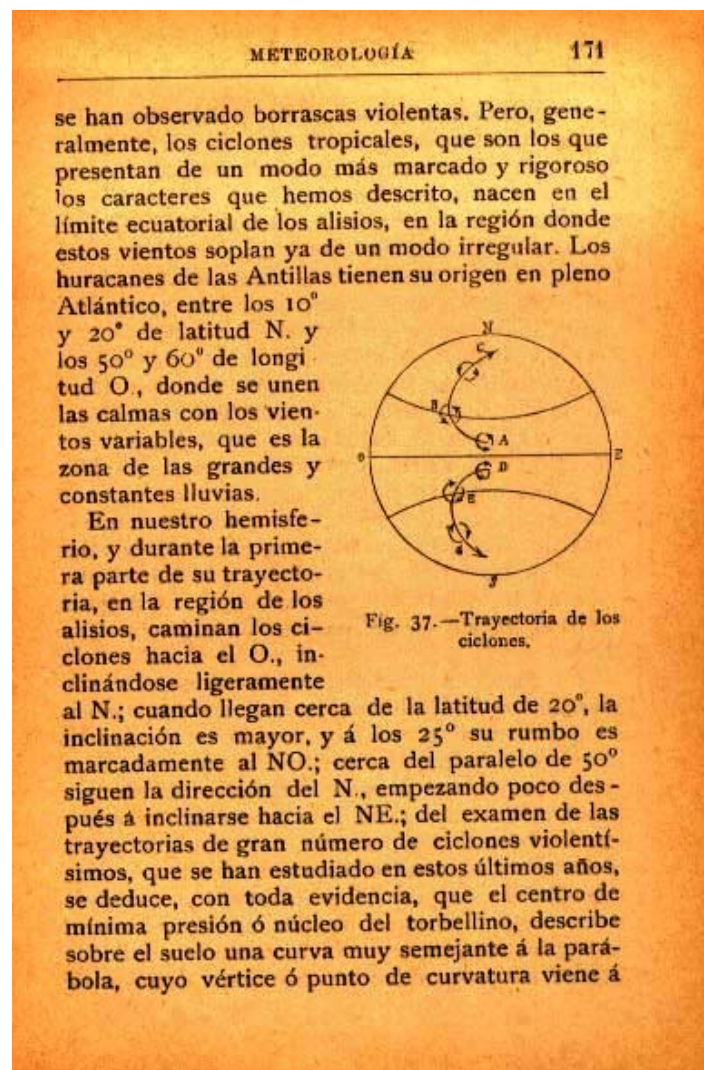 METEOROLOGÍA 171
se han observado borrascas violentas. Pero, gene-
ralmente, los ciclones tropicales, que son los que
presentan de un modo más marcado y rigoroso
los caracteres que hemos descrito, nacen en el
límite ecuatorial de los alisios, en la región donde
estos vientos soplan ya de un modo irregular. Los
huracanes de las Antillas tienen su origen en pleno
Atlántico, entre los 10°
y 20° de latitud N. y
los 50° y 60° de longi
tud O., donde se unen
las calmas con los vien-
tos variables, que es la
zona de las grandes y
constantes lluvias.
En nuestro hemisfe-
rio, y durante la prime-
ra parte de su trayecto-
ria, en la región de los
alisios, caminan los ci-
clones hacia el O., in-
clinándose ligeramente
N
C
B
A
O
E
D
E
S
Fig. 37.—Trayectoria de los
ciclones.
al N.; cuando llegan cerca de la latitud de 20°, la
inclinación es mayor, y á los 25° su rumbo es
marcadamente al NO.; cerca del paralelo de 50°
siguen la dirección del N., empezando poco des-
pués á inclinarse hacia el NE.; del examen de las
trayectorias de gran número de ciclones violentí-
simos, que se han estudiado en estos últimos años,
se deduce, con toda evidencia, que el centro de
mínima presión ó núcleo del torbellino, describe
sobre el suelo una curva muy semejante á la pará-
bola, cuyo vértice ó punto de curvatura viene á